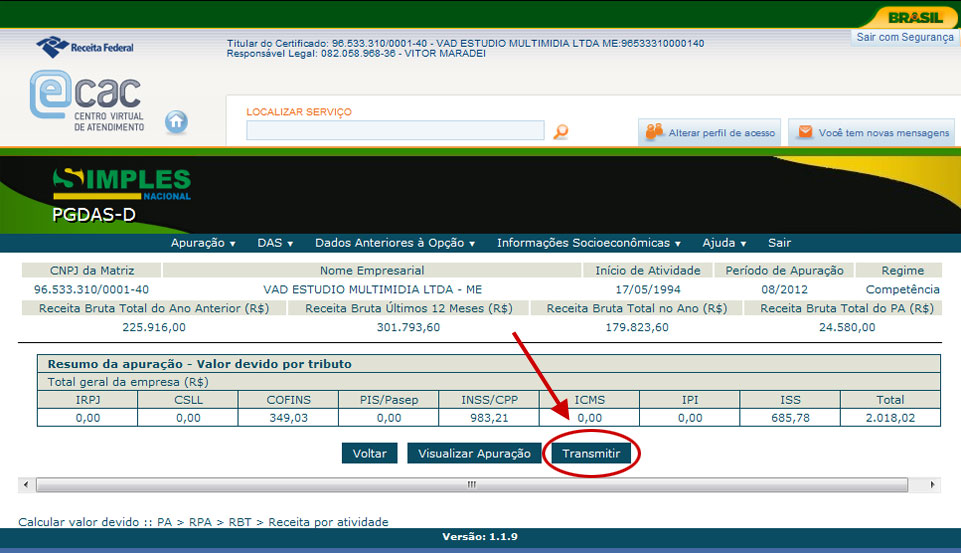 BRASIL
Sair com Segurança
Receita Federal
Titular do Certificado: 96.533.310/0001-40 - VAD ESTUDIO MULTIMIDIA LTDA ME:96533310000140
Responsável Legal: 082.058.968-36 - VITOR MARADEI
e cac
CENTRO VIRTUAL
DE ATENDIMENTO
LOCALIZAR SERVIÇO
Alterar perfil de acesso
Você tem novas mensagens
SIMPLES
NACIONAL
PGDAS-D
Apuração DAS Dados Anteriores à Opção Informações Socioeconômicas Ajuda Sair
CNPJ da Matriz Nome Empresarial Início de Atividade Período de Apuração Regime
96.533.310/0001-40 VAD ESTUDIO MULTIMIDIA LTDA - ME 17/05/1994 08/2012 Competência
Receita Bruta Total do Ano Anterior (R$) Receita Bruta Últimos 12 Meses (R$) Receita Bruta Total no Ano (R$) Receita Bruta Total do PA (R$)
225.916,00 301.793,60 179.823,60 24.580,00
Resumo da apuração - Valor devido por tributo
Total geral da empresa (R$)
IRPJ CSLL COFINS PIS/Pasep INSS/CPP ICMS IPI ISS Total
0,00 0,00 349,03 0,00 983,21 0,00 0,00 685,78 2.018,02
Voltar Visualizar Apuração Transmitir
Calcular valor devido :: PA > RPA > RBT > Receita por atividade
Versão: 1.1.9